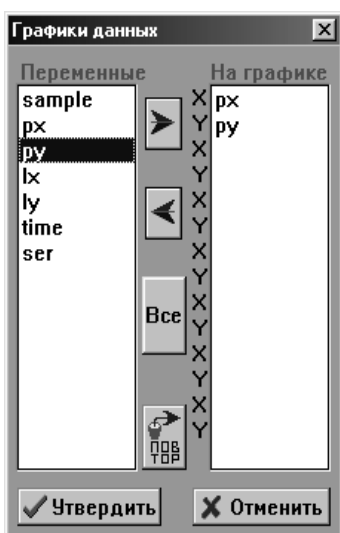 Графики данных
Переменные
На графике
sample
px
py
lx
ly
time
ser
Все
ПОВ
ТОР
X
Y
X
Y
X
Y
X
Y
X
Y
X
Y
X
Y
px
py
Утвердить
Отменить